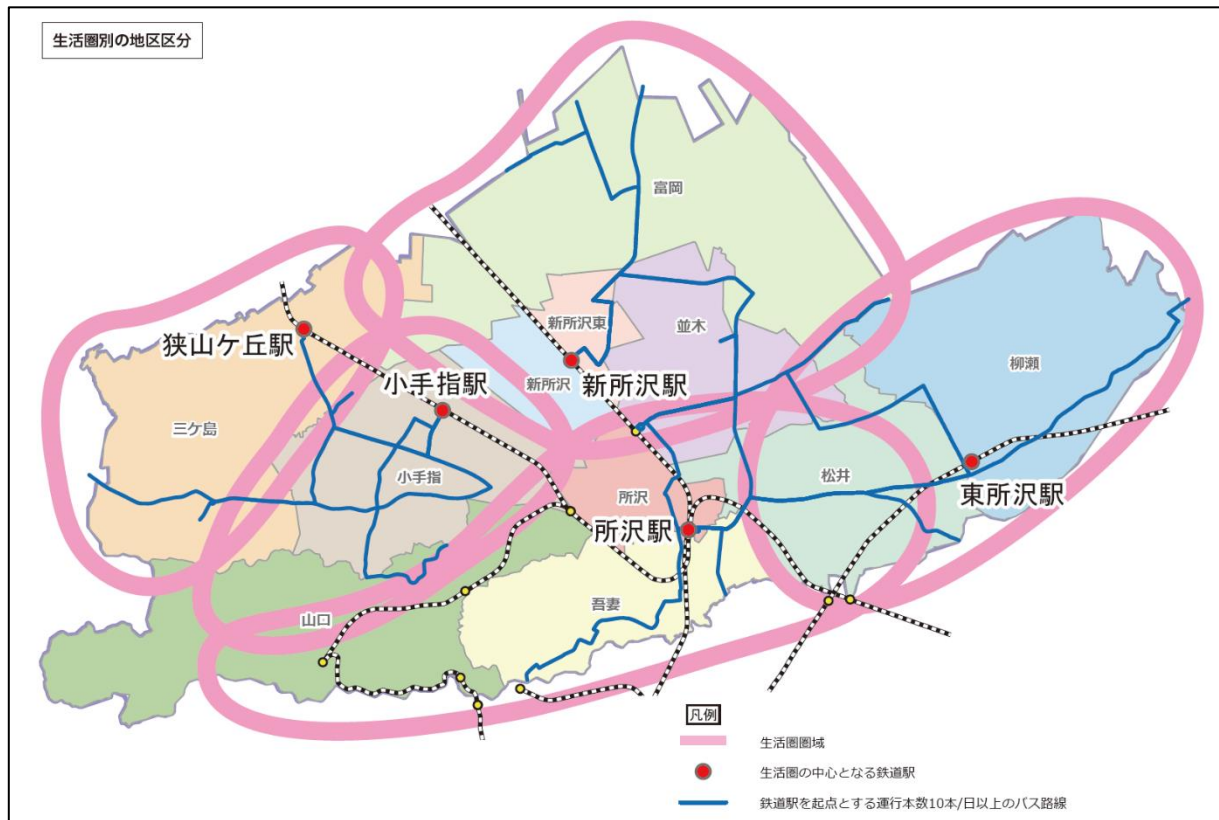 生活圏別の地区区分
富岡
狭山ケ丘駅
新所沢東
並木
小手指駅
新所沢
新所沢駅
柳瀬
三ケ島
小手指
松井
東所沢駅
所沢
所沢駅
吾妻
山口
凡例
生活圏圏域
生活圏の中心となる鉄道駅
鉄道駅を起点とする運行本数10本/日以上のバス路線